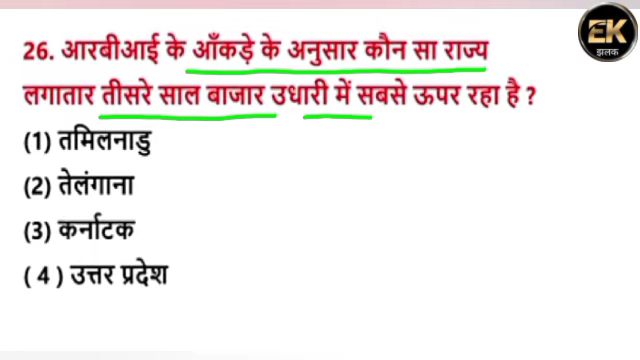 26. आरबीआई के आँकड़े के अनुसार कौन सा राज्य
लगातार तीसरे साल बाजार उधारी में सबसे ऊपर रहा है ?
(1) तमिलनाडु
(2) तेलंगाना
(3) कर्नाटक
( 4 ) उत्तर प्रदेश
EK
झलक